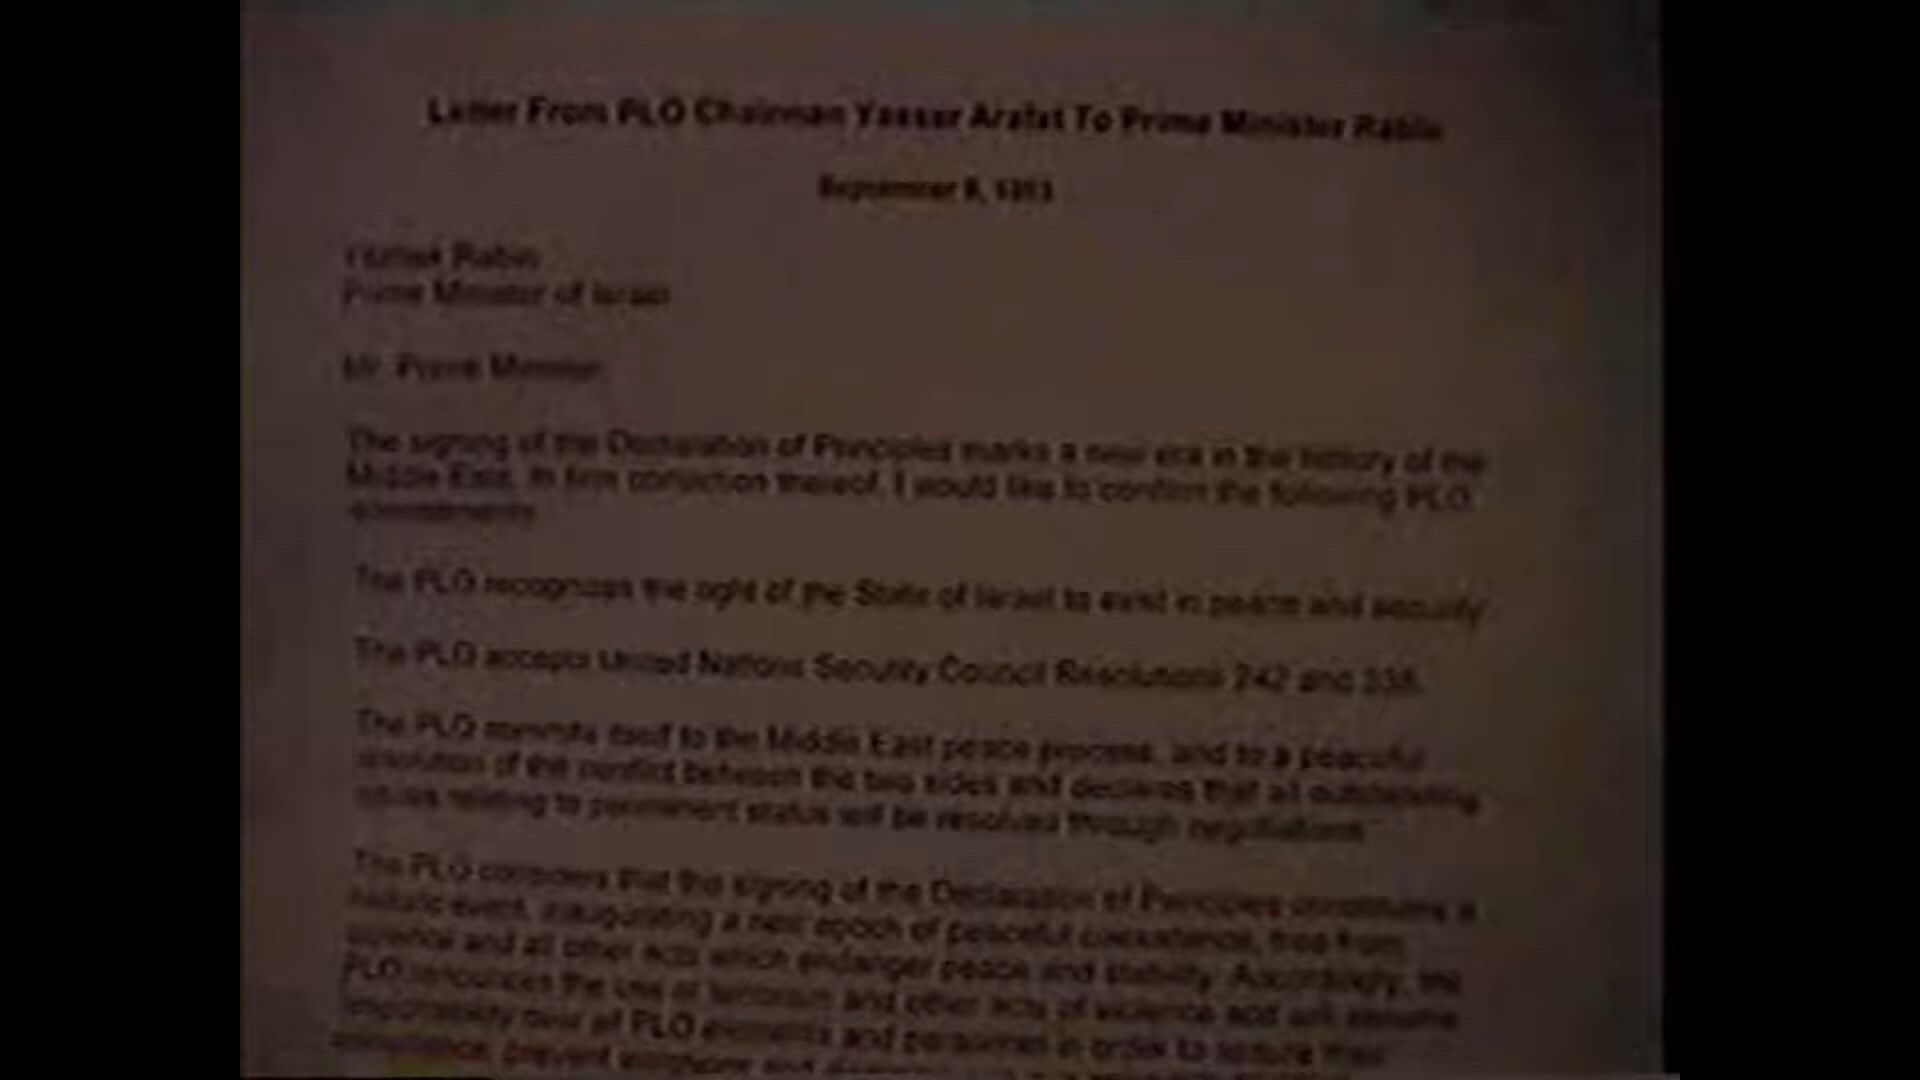 Letter From PLO Chairman Yasser Arafat To Prime Minister Rabin
September 9, 1993
Yitzhak Rabin
Prime Minister of Israel
Mr. Prime Minister
The signing of the Declaration of Principles marks a new era in the history of the
Middle East. In firm conviction thereof, I would like to confirm the following PLO
commitments
The PLO recognizes the right of the State of Israel to exist in peace and security
The PLO accepts United Nations Security Council Resolutions 242 and 338.
The PLO commits itself to the Middle East peace process, and to a peaceful
resolution of the conflict between the two sides and declares that all outstanding
issues relating to permanent status will be resolved through negotiations
The PLO considers that the signing of the Declaration of Principles constitutes a
historic event, inaugurating a new epoch of peaceful coexistence, free from
violence and all other acts which endanger peace and stability. Accordingly, the
PLO renounces the use of terrorism and other acts of violence and will assume
responsibility over all PLO elements and personnel in order to assure their
compliance, prevent violations and